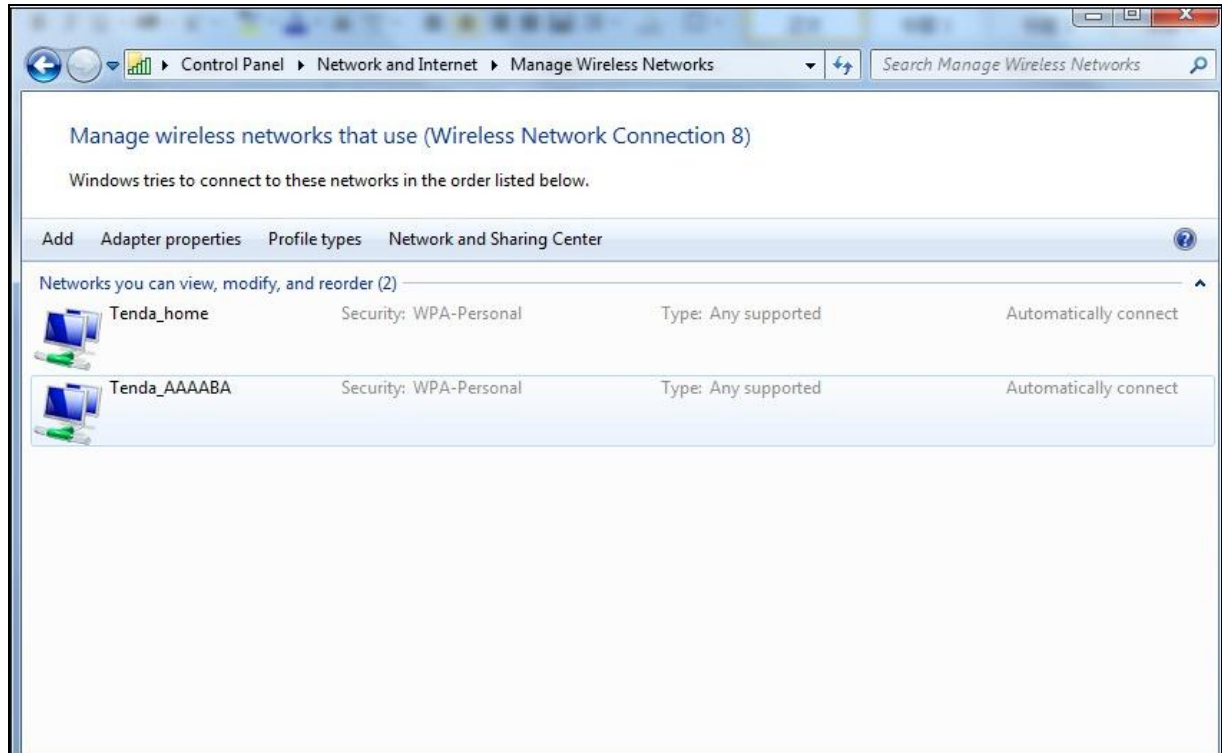 Control Panel ▸ Network and Internet ▸ Manage Wireless Networks Search Manage Wireless Networks
Manage wireless networks that use (Wireless Network Connection 8)
Windows tries to connect to these networks in the order listed below.
Add Adapter properties Profile types Network and Sharing Center
Networks you can view, modify, and reorder (2)
Tenda_home Security: WPA-Personal Type: Any supported Automatically connect
Tenda_AAAABA Security: WPA-Personal Type: Any supported Automatically connect